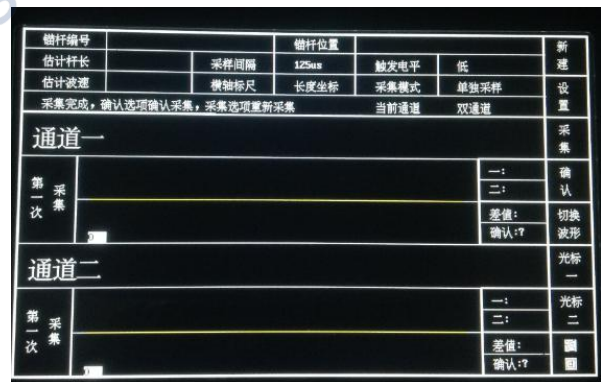 锚杆编号 锚杆位置 新建
估计杆长 采样间隔 125us 触发电平 低
估计波速 横轴标尺 长度坐标 采集模式 单独采样 设置
采集完成，确认选项确认采集，采集选项重新采集 当前通道 双通道
通道一 采集
第一次采集 一: 确认
二:
差值: 切换波形
确认:?
通道二 光标一
第一次采集 一: 光标二
二:
差值:
确认:?